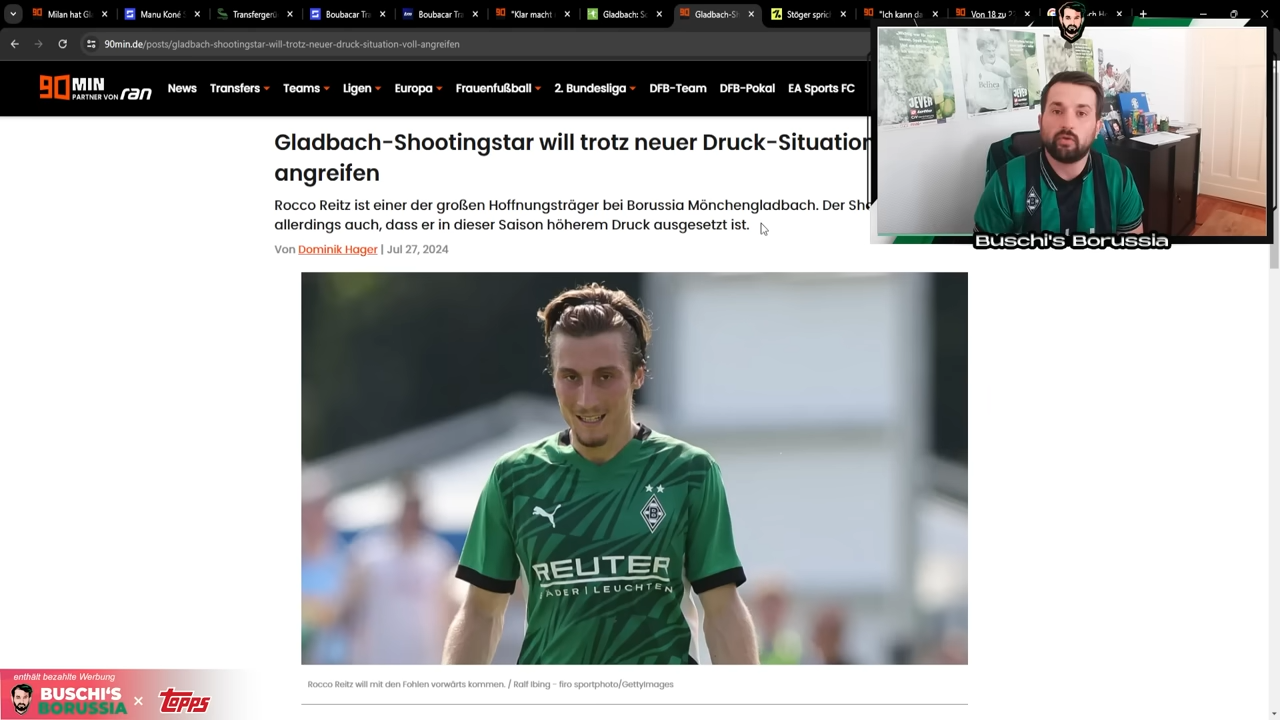 Milan hat Gl
Manu Koné
Transfergerü
Boubacar Tr
"Klar macht
Gladbach: S
Gladbach-S
Stöger spric
"Ich kann da
Von 18 zu 2
90min.de/posts/gladbach-shootingstar-will-trotz-neuer-druck-situation-voll-angreifen
90MIN
PARTNER VON ran
News Transfers Teams Ligen Europa Frauenfußball 2. Bundesliga DFB-Team DFB-Pokal EA Sports FC
Gladbach-Shootingstar will trotz neuer Druck-Situation
angreifen
Rocco Reitz ist einer der großen Hoffnungsträger bei Borussia Mönchengladbach. Der Sh
allerdings auch, dass er in dieser Saison höherem Druck ausgesetzt ist.
Von Dominik Hager | Jul 27, 2024
BUSCHI'S BORUSSIA
PUMA
B
REUTER
BÄDER|LEUCHTEN
enthält bezahlte Werbung
BUSCHI'S
BORUSSIA
× Topps
Rocco Reitz will mit den Fohlen vorwärts kommen. / Ralf Ibing - firo sportphoto/GettyImages